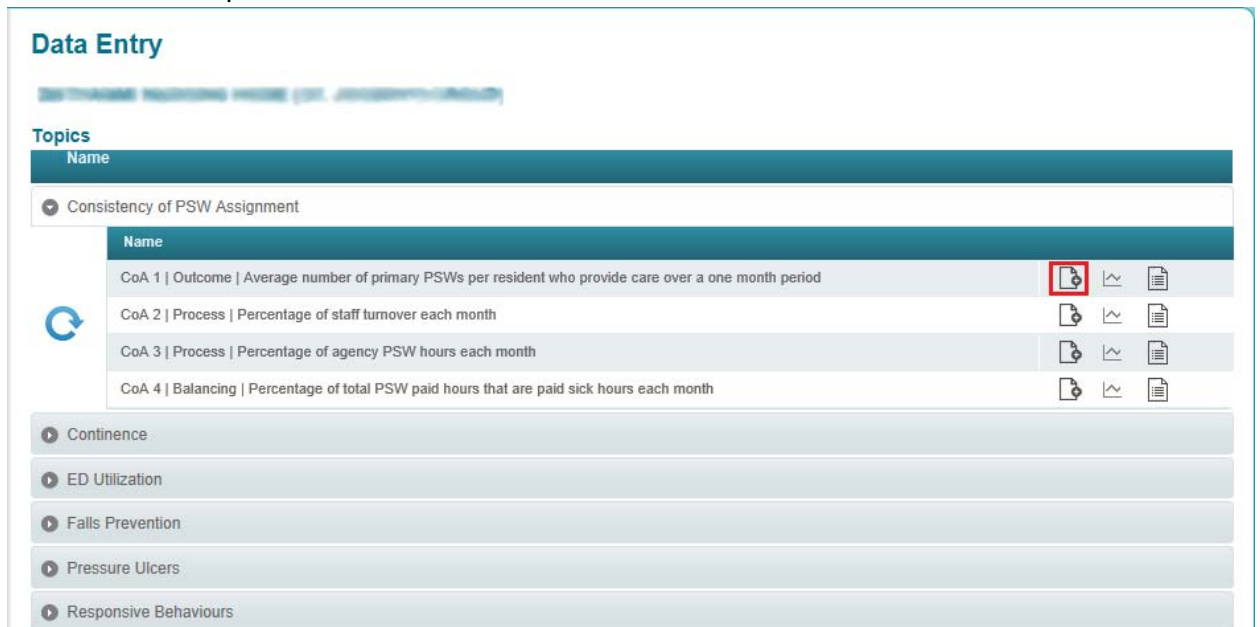 Data Entry
Topics
Name
Consistency of PSW Assignment
Name
CoA 1 | Outcome | Average number of primary PSWs per resident who provide care over a one month period
CoA 2 | Process | Percentage of staff turnover each month
CoA 3 | Process | Percentage of agency PSW hours each month
CoA 4 | Balancing | Percentage of total PSW paid hours that are paid sick hours each month
Continence
ED Utilization
Falls Prevention
Pressure Ulcers
Responsive Behaviours